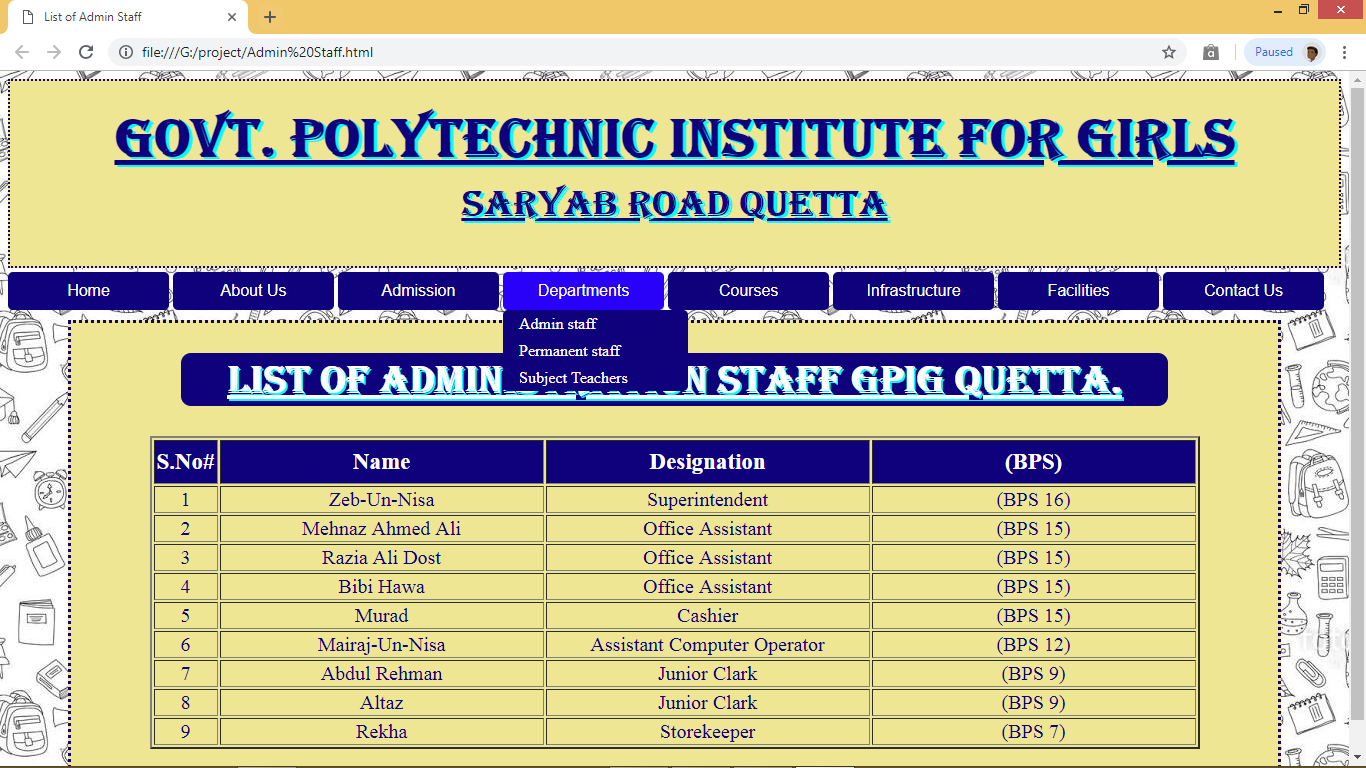 List of Admin Staff
file:///G:/project/Admin%20Staff.html
Paused
GOVT. POLYTECHNIC INSTITUTE FOR GIRLS
SARYAB ROAD QUETTA
Home About Us Admission Departments Courses Infrastructure Facilities Contact Us
Admin staff
Permanent staff
Subject Teachers
LIST OF ADMIN STAFF GPIG QUETTA.
S.No# Name Designation (BPS)
1 Zeb-Un-Nisa Superintendent (BPS 16)
2 Mehnaz Ahmed Ali Office Assistant (BPS 15)
3 Razia Ali Dost Office Assistant (BPS 15)
4 Bibi Hawa Office Assistant (BPS 15)
5 Murad Cashier (BPS 15)
6 Mairaj-Un-Nisa Assistant Computer Operator (BPS 12)
7 Abdul Rehman Junior Clark (BPS 9)
8 Altaz Junior Clark (BPS 9)
9 Rekha Storekeeper (BPS 7)